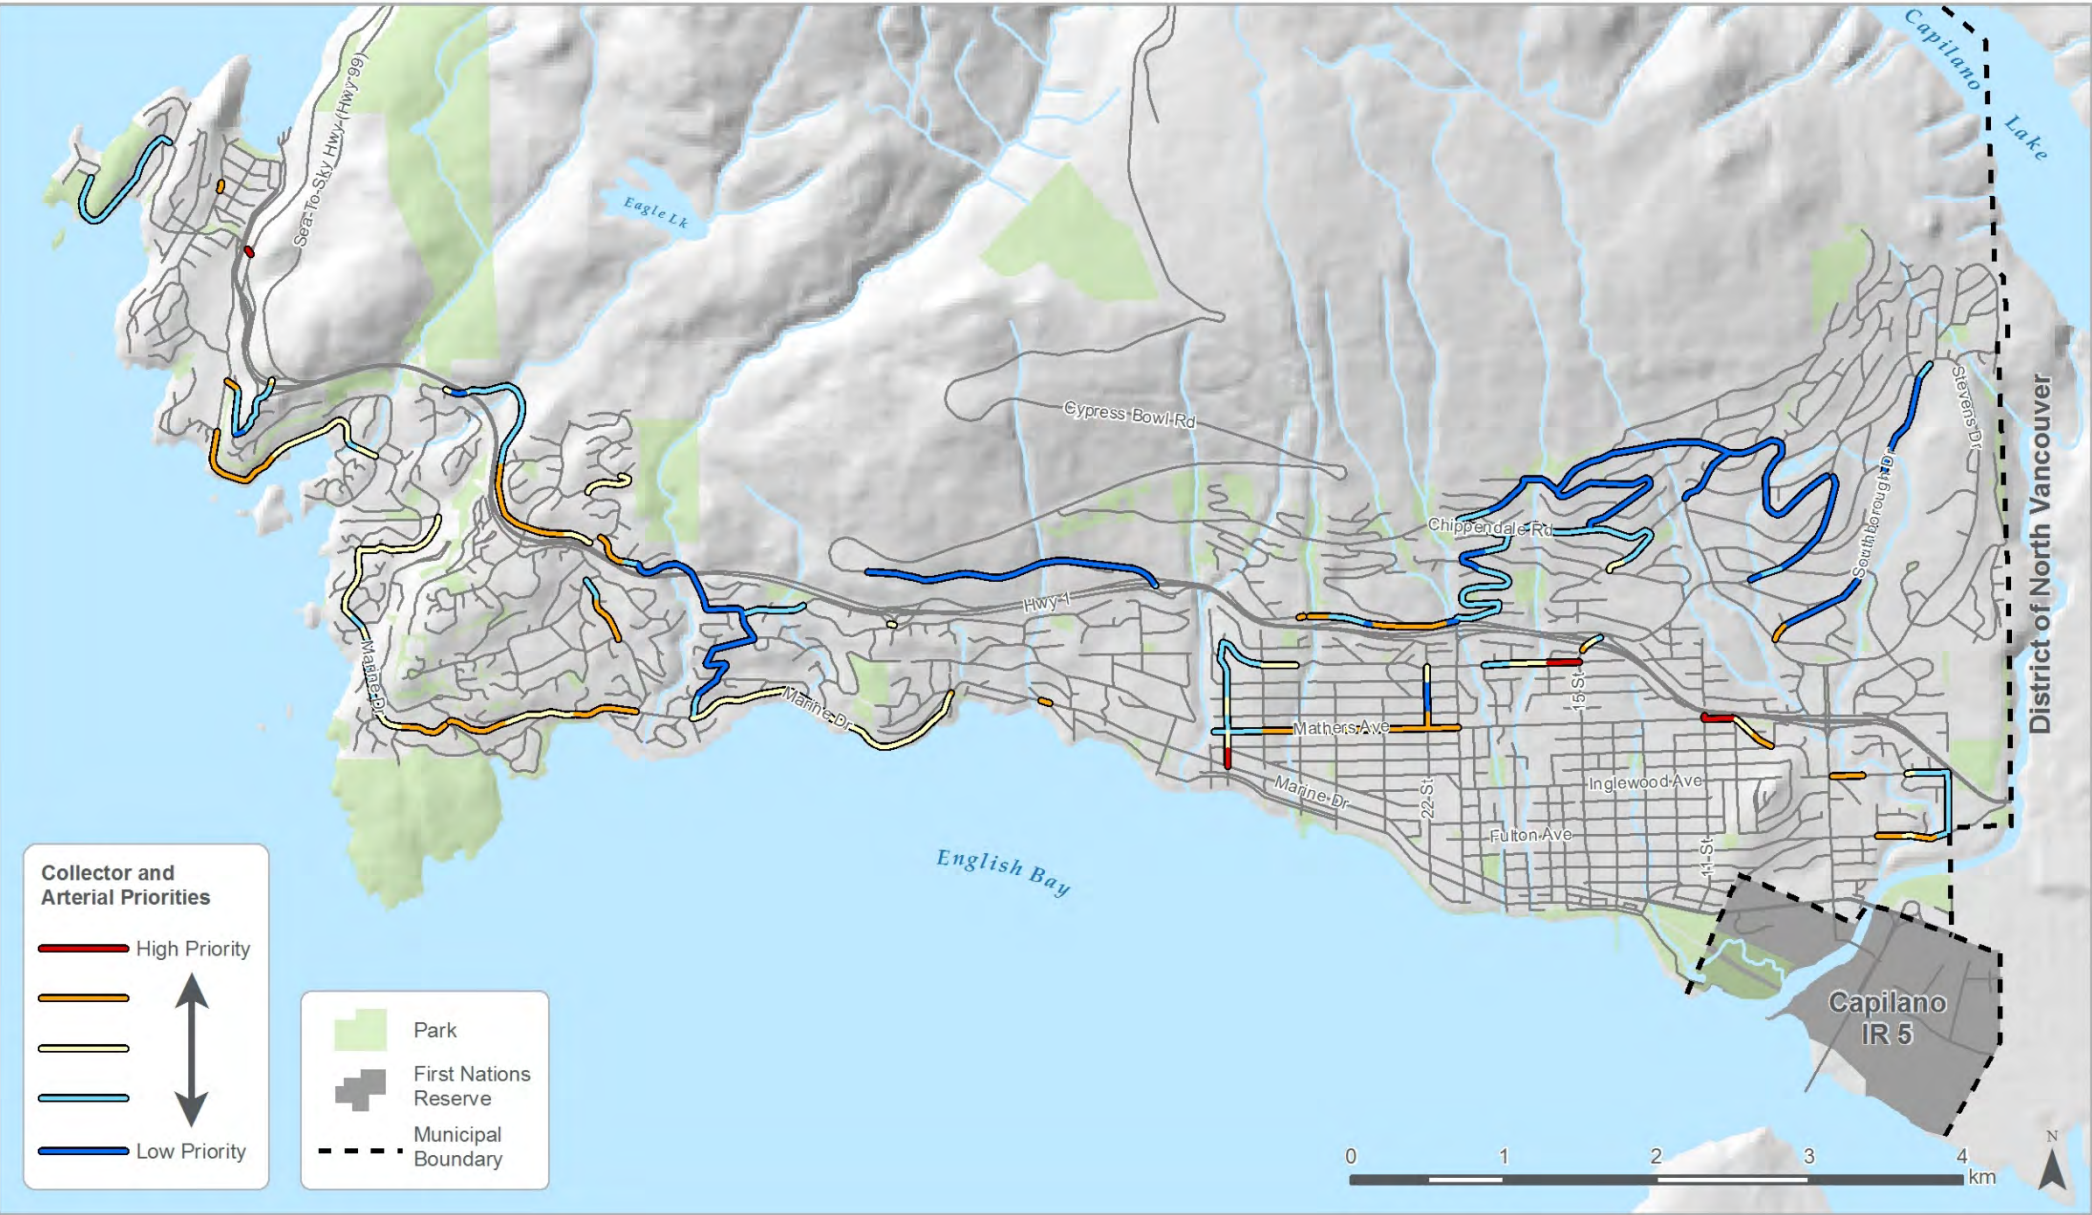 Capilano
Lake
Sea-To-Sky Hwy (Hwy 99)
Eagle Lk
Cypress Bowl Rd
Stevens Dr
District of North Vancouver
Southborough Dr
Chippendale Rd
Hwy 1
Marine Dr
Marine Dr
15 St
Mathers Ave
Marine Dr
22 St
Inglewood Ave
Fulton Ave
11 St
English Bay
Capilano
IR 5
Collector and
Arterial Priorities
High Priority
Low Priority
Park
First Nations
Reserve
Municipal
Boundary
0 1 2 3 4
km
N